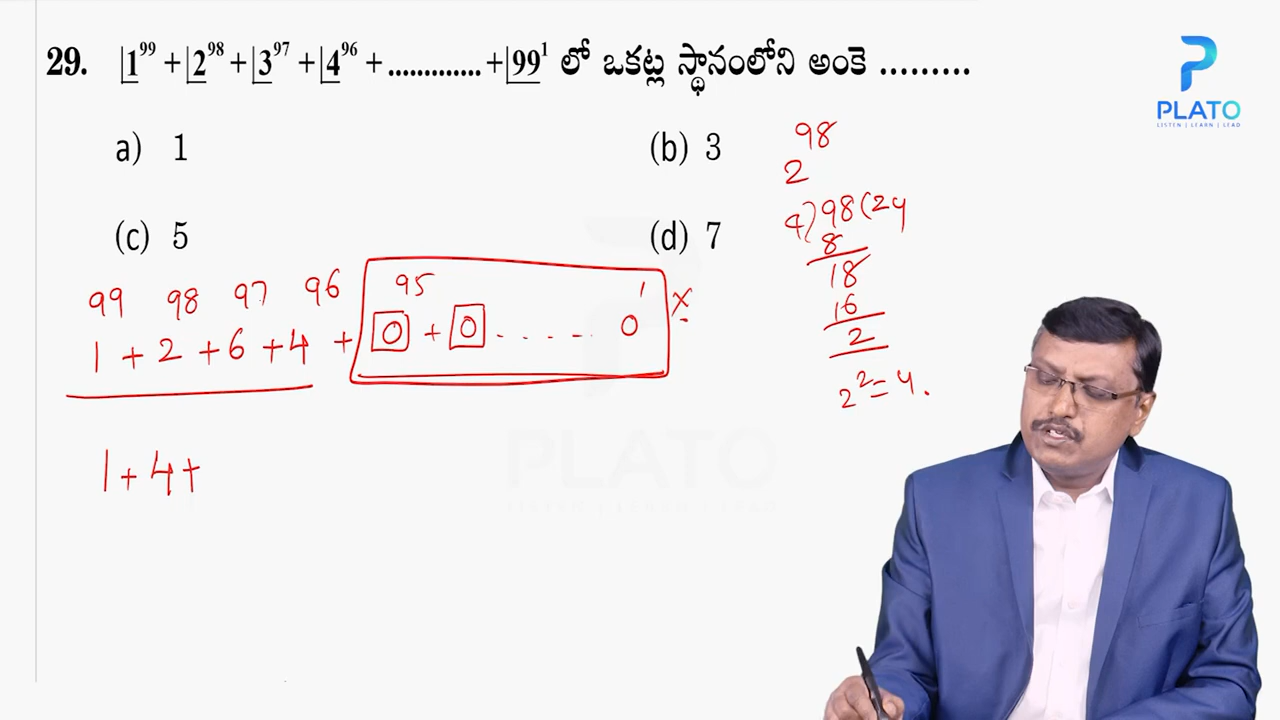 29. 1^99 + 2^98 + 3^97 + 4^96 + ............. + 99^1 లో ఒకట్ల స్థానంలోని అంకె .........
PLATO
LISTEN | LEARN | LEAD
a) 1
(b) 3
(c) 5
(d) 7
98
2
4)98(24
8
18
16
2
2^2 = 4.
99 98 97 96 95 1
1 + 2 + 6 + 4 + 0 + 0 ..... 0 x
1 + 4 +
PLATO